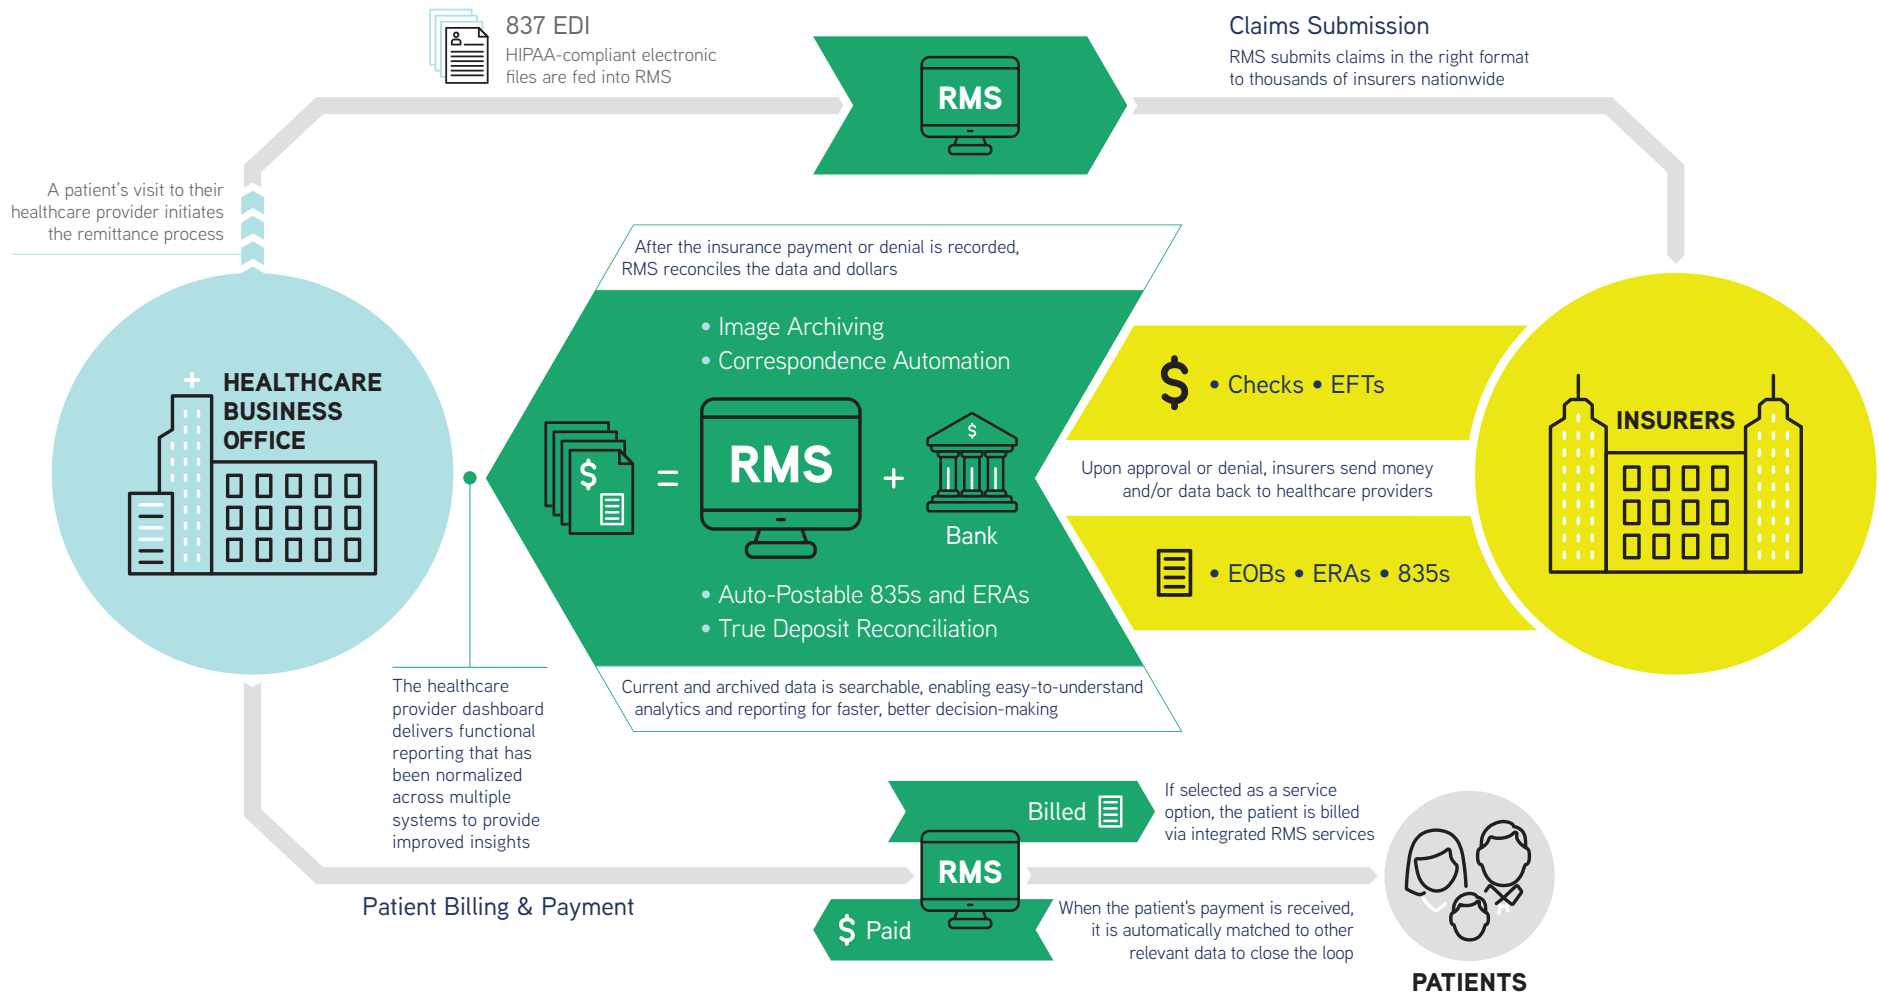 837 EDI
HIPAA-compliant electronic
files are fed into RMS
RMS
Claims Submission
RMS submits claims in the right format
to thousands of insurers nationwide
A patient's visit to their
healthcare provider initiates
the remittance process
After the insurance payment or denial is recorded,
RMS reconciles the data and dollars
• Image Archiving
• Correspondence Automation
HEALTHCARE
BUSINESS
OFFICE
$
=
RMS
+
$
Bank
• Auto-Postable 835s and ERAs
• True Deposit Reconciliation
$ • Checks • EFTs
Upon approval or denial, insurers send money
and/or data back to healthcare providers
• EOBs • ERAs • 835s
INSURERS
Current and archived data is searchable, enabling easy-to-understand
analytics and reporting for faster, better decision-making
The healthcare
provider dashboard
delivers functional
reporting that has
been normalized
across multiple
systems to provide
improved insights
Patient Billing & Payment
Billed
RMS
$ Paid
If selected as a service
option, the patient is billed
via integrated RMS services
When the patient's payment is received,
it is automatically matched to other
relevant data to close the loop
PATIENTS